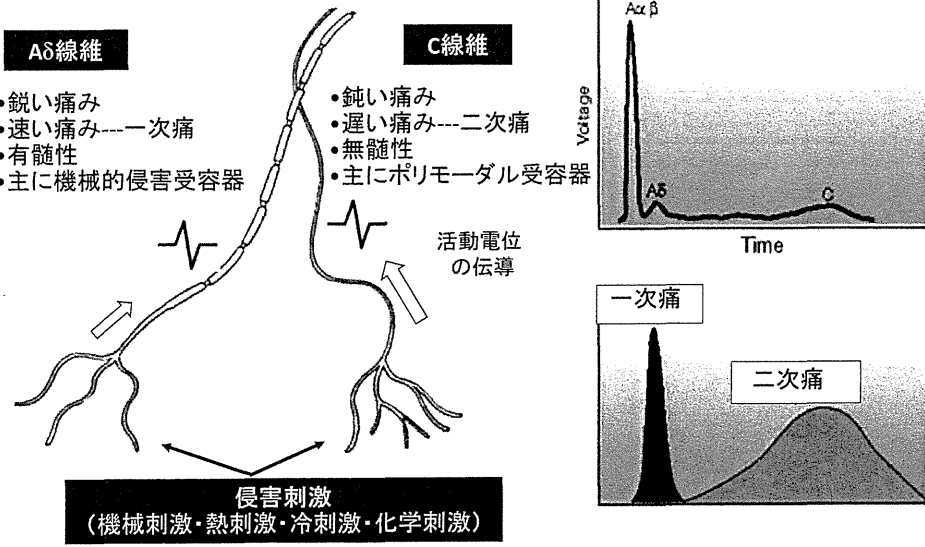 Aδ線維
•鋭い痛み
•速い痛み---一次痛
•有髄性
•主に機械的侵害受容器
C線維
•鈍い痛み
•遅い痛み---二次痛
•無髄性
•主にポリモーダル受容器
活動電位
の伝導
侵害刺激
（機械刺激・熱刺激・冷刺激・化学刺激）
Aαβ
Voltage
Aδ
C
Time
一次痛
二次痛